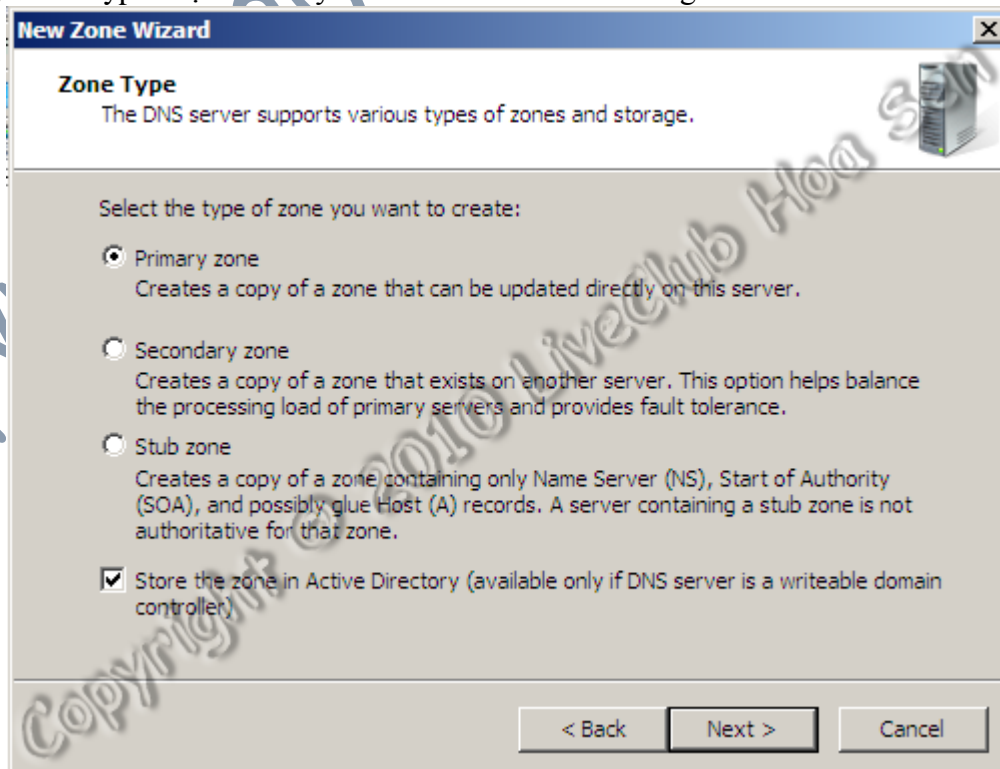 New Zone Wizard
Zone Type
The DNS server supports various types of zones and storage.
Select the type of zone you want to create:
Primary zone
Creates a copy of a zone that can be updated directly on this server.
Secondary zone
Creates a copy of a zone that exists on another server. This option helps balance
the processing load of primary servers and provides fault tolerance.
Stub zone
Creates a copy of a zone containing only Name Server (NS), Start of Authority
(SOA), and possibly glue Host (A) records. A server containing a stub zone is not
authoritative for that zone.
Store the zone in Active Directory (available only if DNS server is a writeable domain
controller)
< Back Next > Cancel
Copyright © 2010 LiveClub Hoa Sen